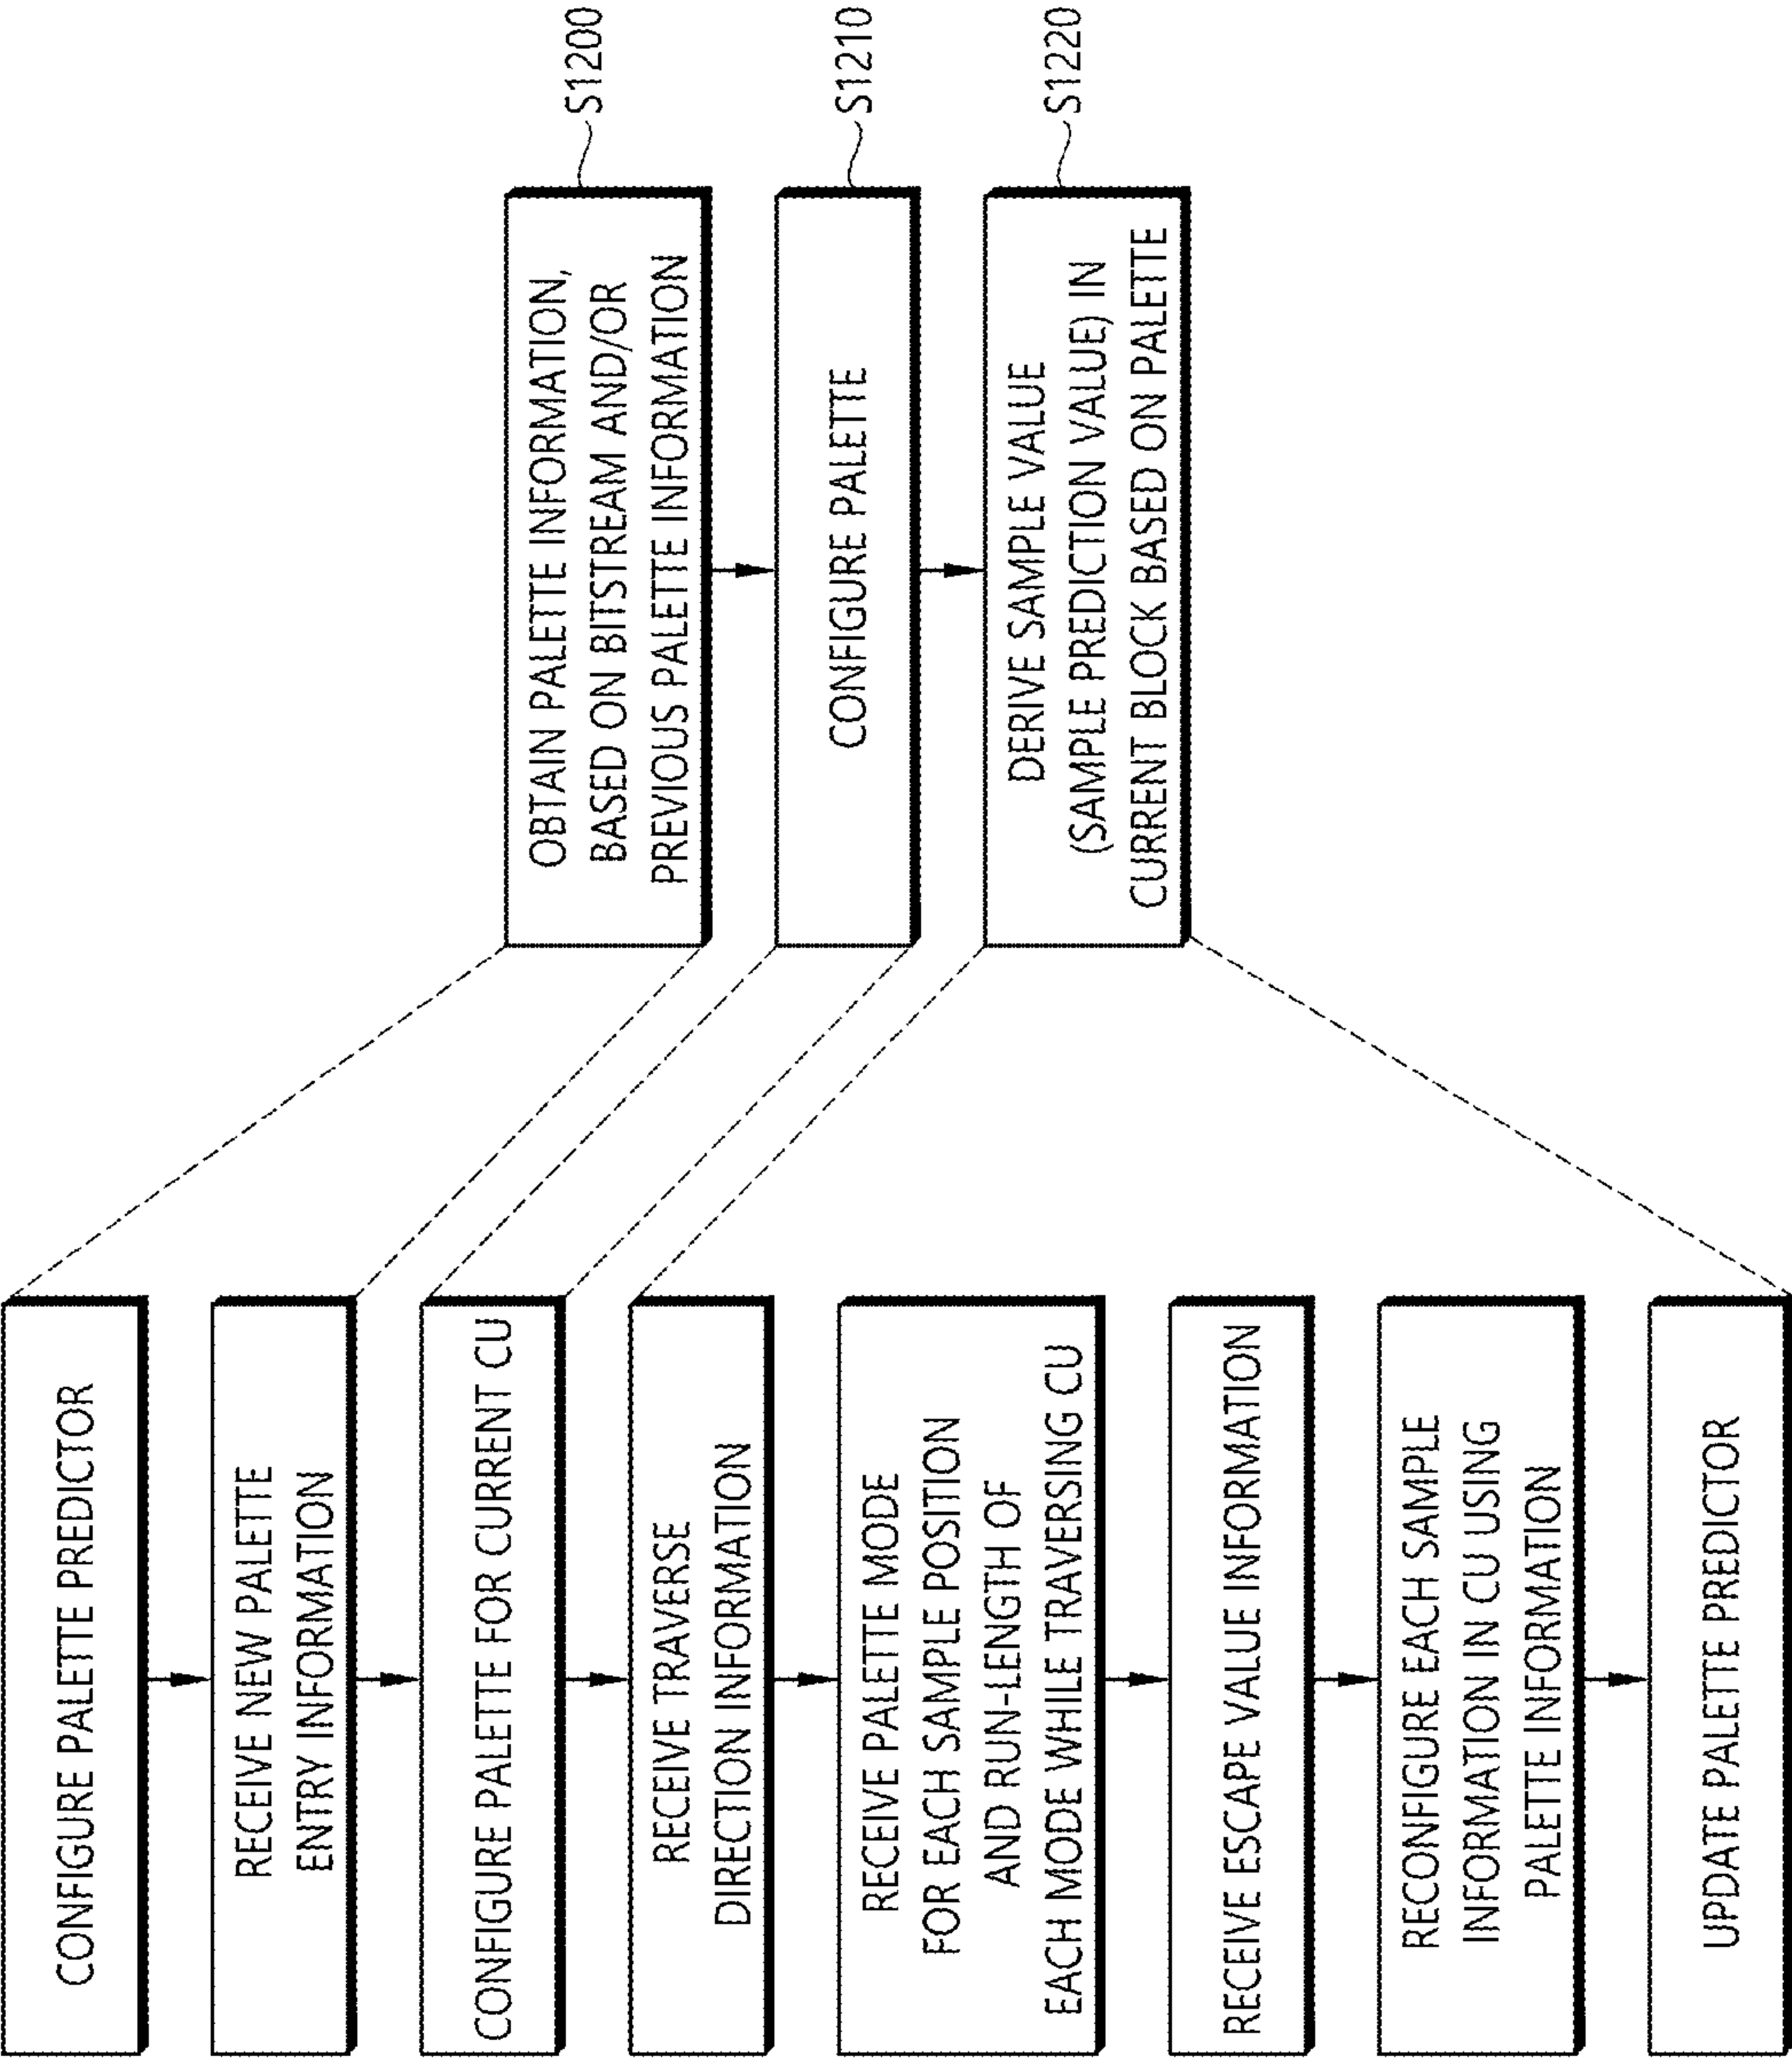 CONFIGURE PALETTE PREDICTOR
RECEIVE NEW PALETTE
ENTRY INFORMATION
CONFIGURE PALETTE FOR CURRENT CU
RECEIVE TRAVERSE
DIRECTION INFORMATION
RECEIVE PALETTE MODE
FOR EACH SAMPLE POSITION
AND RUN-LENGTH OF
EACH MODE WHILE TRAVERSING CU
RECEIVE ESCAPE VALUE INFORMATION
RECONFIGURE EACH SAMPLE
INFORMATION IN CU USING
PALETTE INFORMATION
UPDATE PALETTE PREDICTOR
OBTAIN PALETTE INFORMATION,
BASED ON BITSTREAM AND/OR
PREVIOUS PALETTE INFORMATION
S1200
CONFIGURE PALETTE
S1210
DERIVE SAMPLE VALUE
(SAMPLE PREDICTION VALUE) IN
CURRENT BLOCK BASED ON PALETTE
S1220